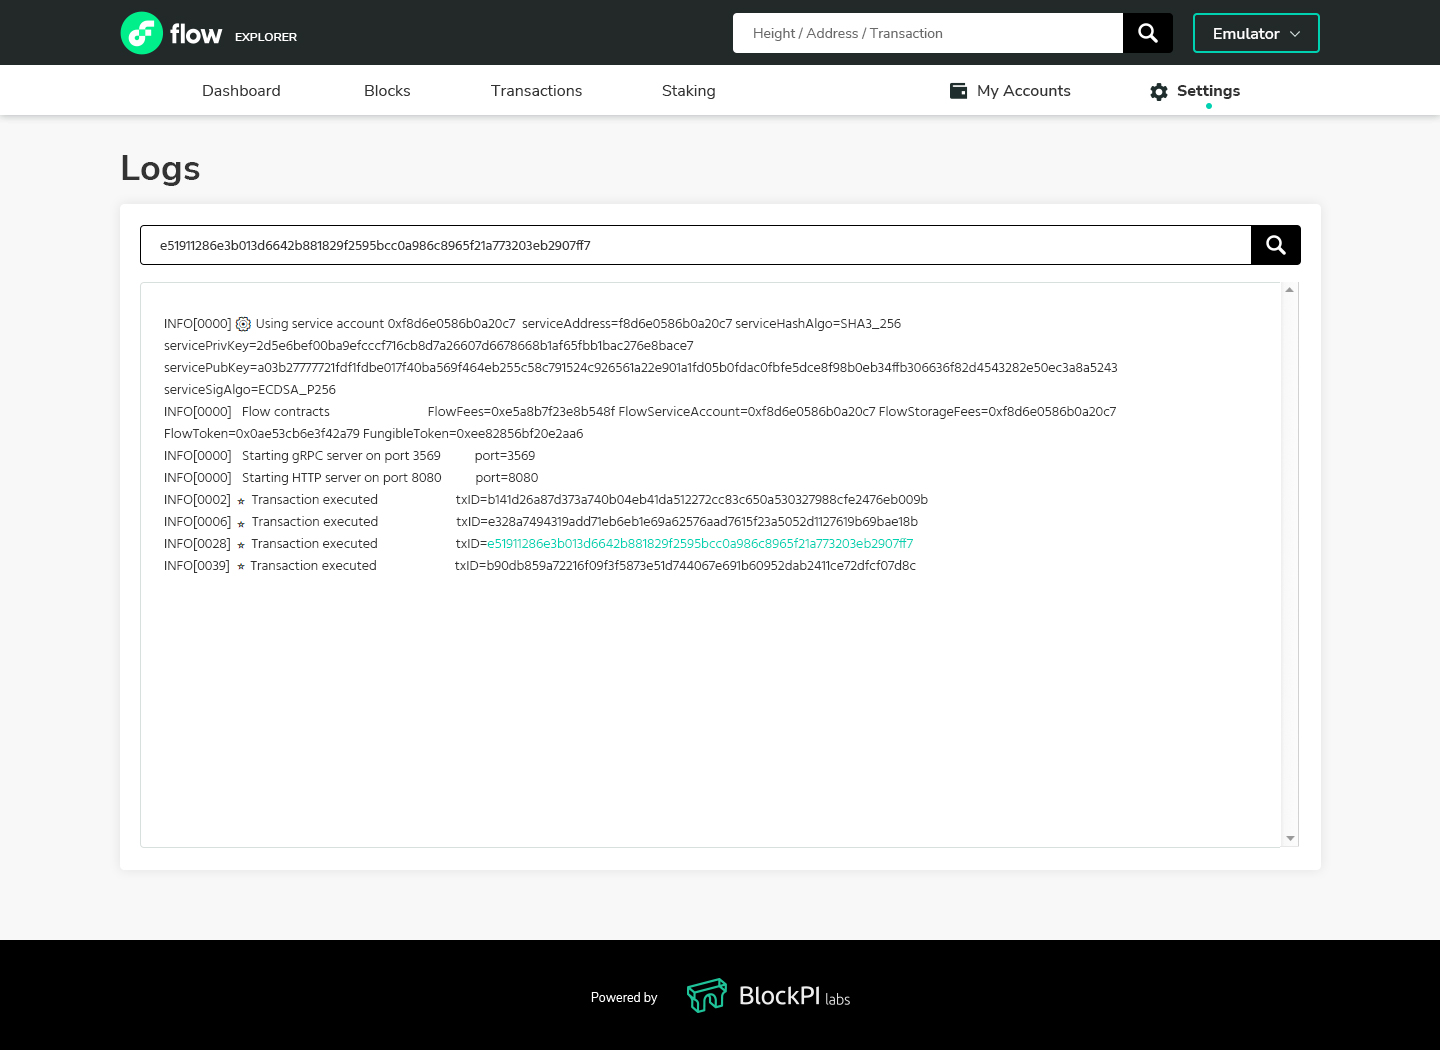 flow EXPLORER
Height / Address / Transaction
Emulator
Dashboard
Blocks
Transactions
Staking
My Accounts
Settings
Logs
e51911286e3b013d6642b881829f2595bcc0a986c8965f21a773203eb2907ff7
INFO[0000] Using service account 0xf8d6e0586b0a20c7 serviceAddress=f8d6e0586b0a20c7 serviceHashAlgo=SHA3_256
servicePrivKey=2d5e6bef00ba9efcccf716cb8d7a26607d6678668b1af65fbb1bac276e8bace7
servicePubKey=a03b27777721fdf1fdbe017f40ba569f464eb255c58c791524c926561a22e901a1fd05b0fdac0fbfe5dce8f98b0eb34ffb306636f82d4543282e50ec3a8a5243
serviceSigAlgo=ECDSA_P256
INFO[0000] Flow contracts FlowFees=0xe5a8b7f23e8b548f FlowServiceAccount=0xf8d6e0586b0a20c7 FlowStorageFees=0xf8d6e0586b0a20c7
FlowToken=0x0ae53cb6e3f42a79 FungibleToken=0xee82856bf20e2aa6
INFO[0000] Starting gRPC server on port 3569 port=3569
INFO[0000] Starting HTTP server on port 8080 port=8080
INFO[0002] Transaction executed txID=b141d26a87d373a740b04eb41da512272cc83c650a530327988cfe2476eb009b
INFO[0006] Transaction executed txID=e328a7494319add71eb6eb1e69a62576aad7615f23a5052d1127619b69bae18b
INFO[0028] Transaction executed txID=e51911286e3b013d6642b881829f2595bcc0a986c8965f21a773203eb2907ff7
INFO[0039] Transaction executed txID=b90db859a72216f09f3f5873e51d744067e691b60952dab2411ce72dfcf07d8c
Powered by
BlockPI labs